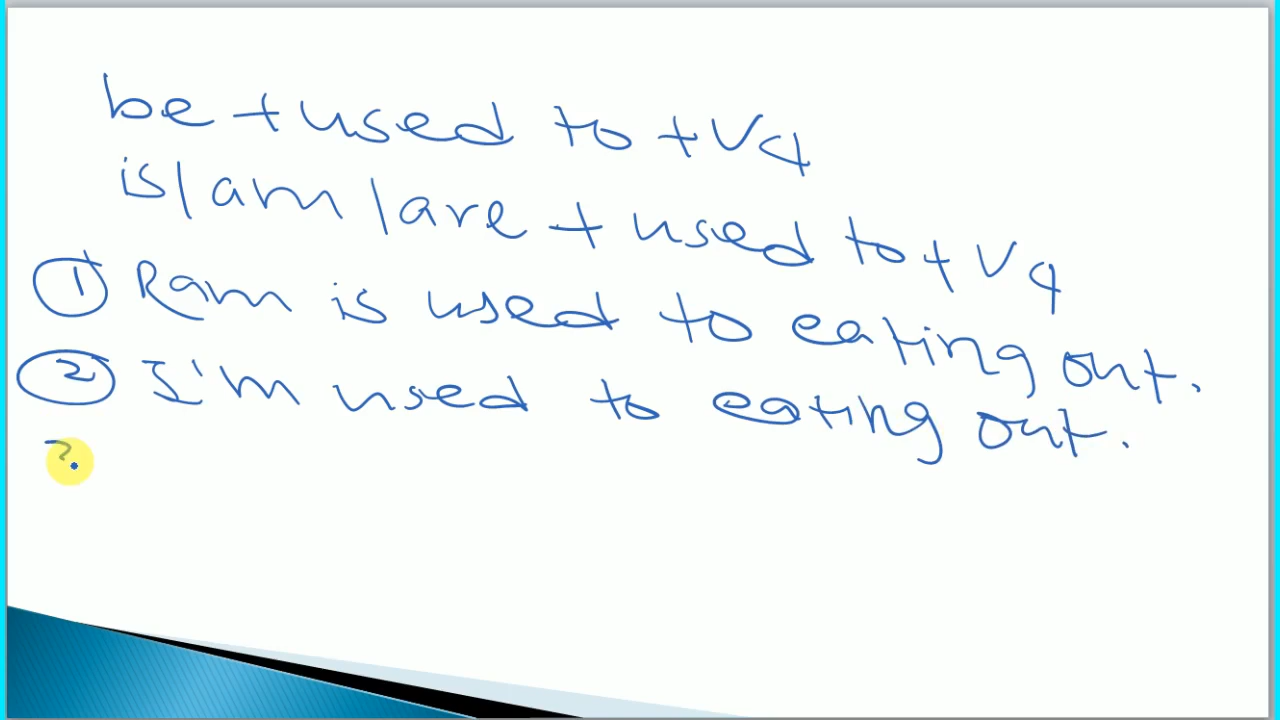 be + used to + V4
is/am/are + used to + V4
① Ram is used to eating out.
② I'm used to eating out.
3